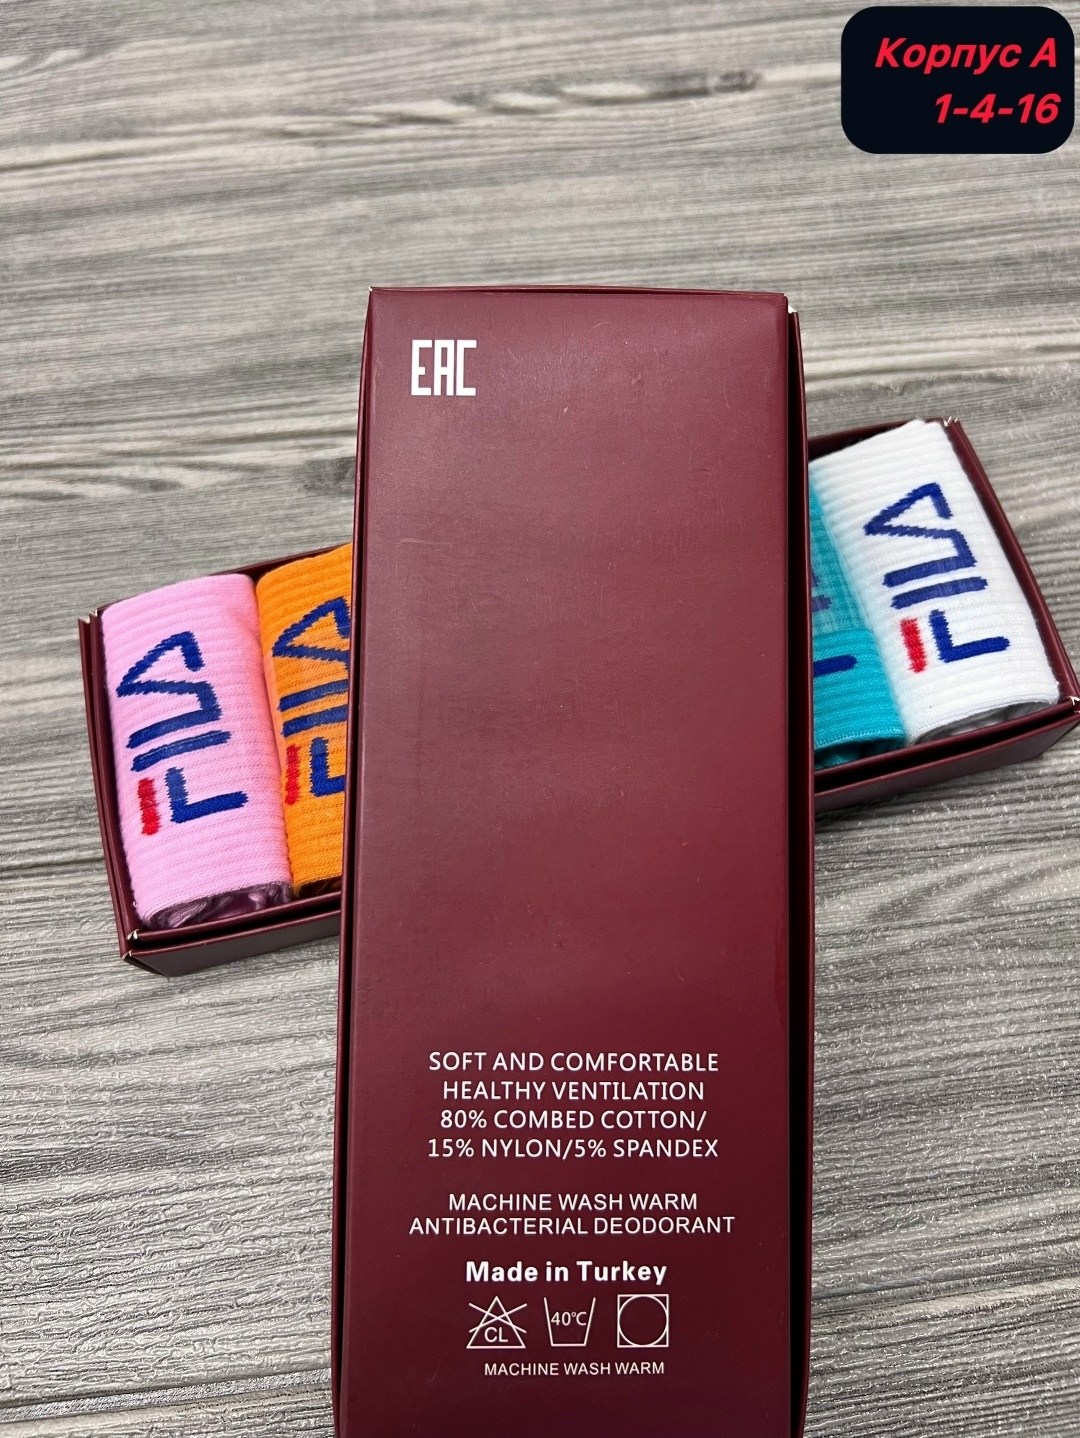 Корпус А
1-4-16
EAC
FILA
FILA
FILA
SOFT AND COMFORTABLE
HEALTHY VENTILATION
80% COMBED COTTON/
15% NYLON/5% SPANDEX
MACHINE WASH WARM
ANTIBACTERIAL DEODORANT
Made in Turkey
CL
40°C
MACHINE WASH WARM